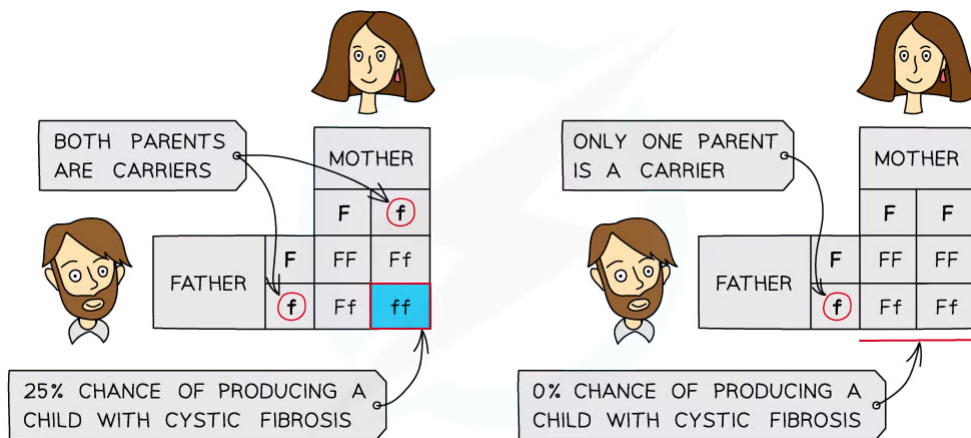 BOTH PARENTS
ARE CARRIERS
MOTHER
F f
FATHER
F FF Ff
f Ff ff
25% CHANCE OF PRODUCING A
CHILD WITH CYSTIC FIBROSIS
ONLY ONE PARENT
IS A CARRIER
MOTHER
F F
FATHER
F FF FF
f Ff Ff
0% CHANCE OF PRODUCING A
CHILD WITH CYSTIC FIBROSIS